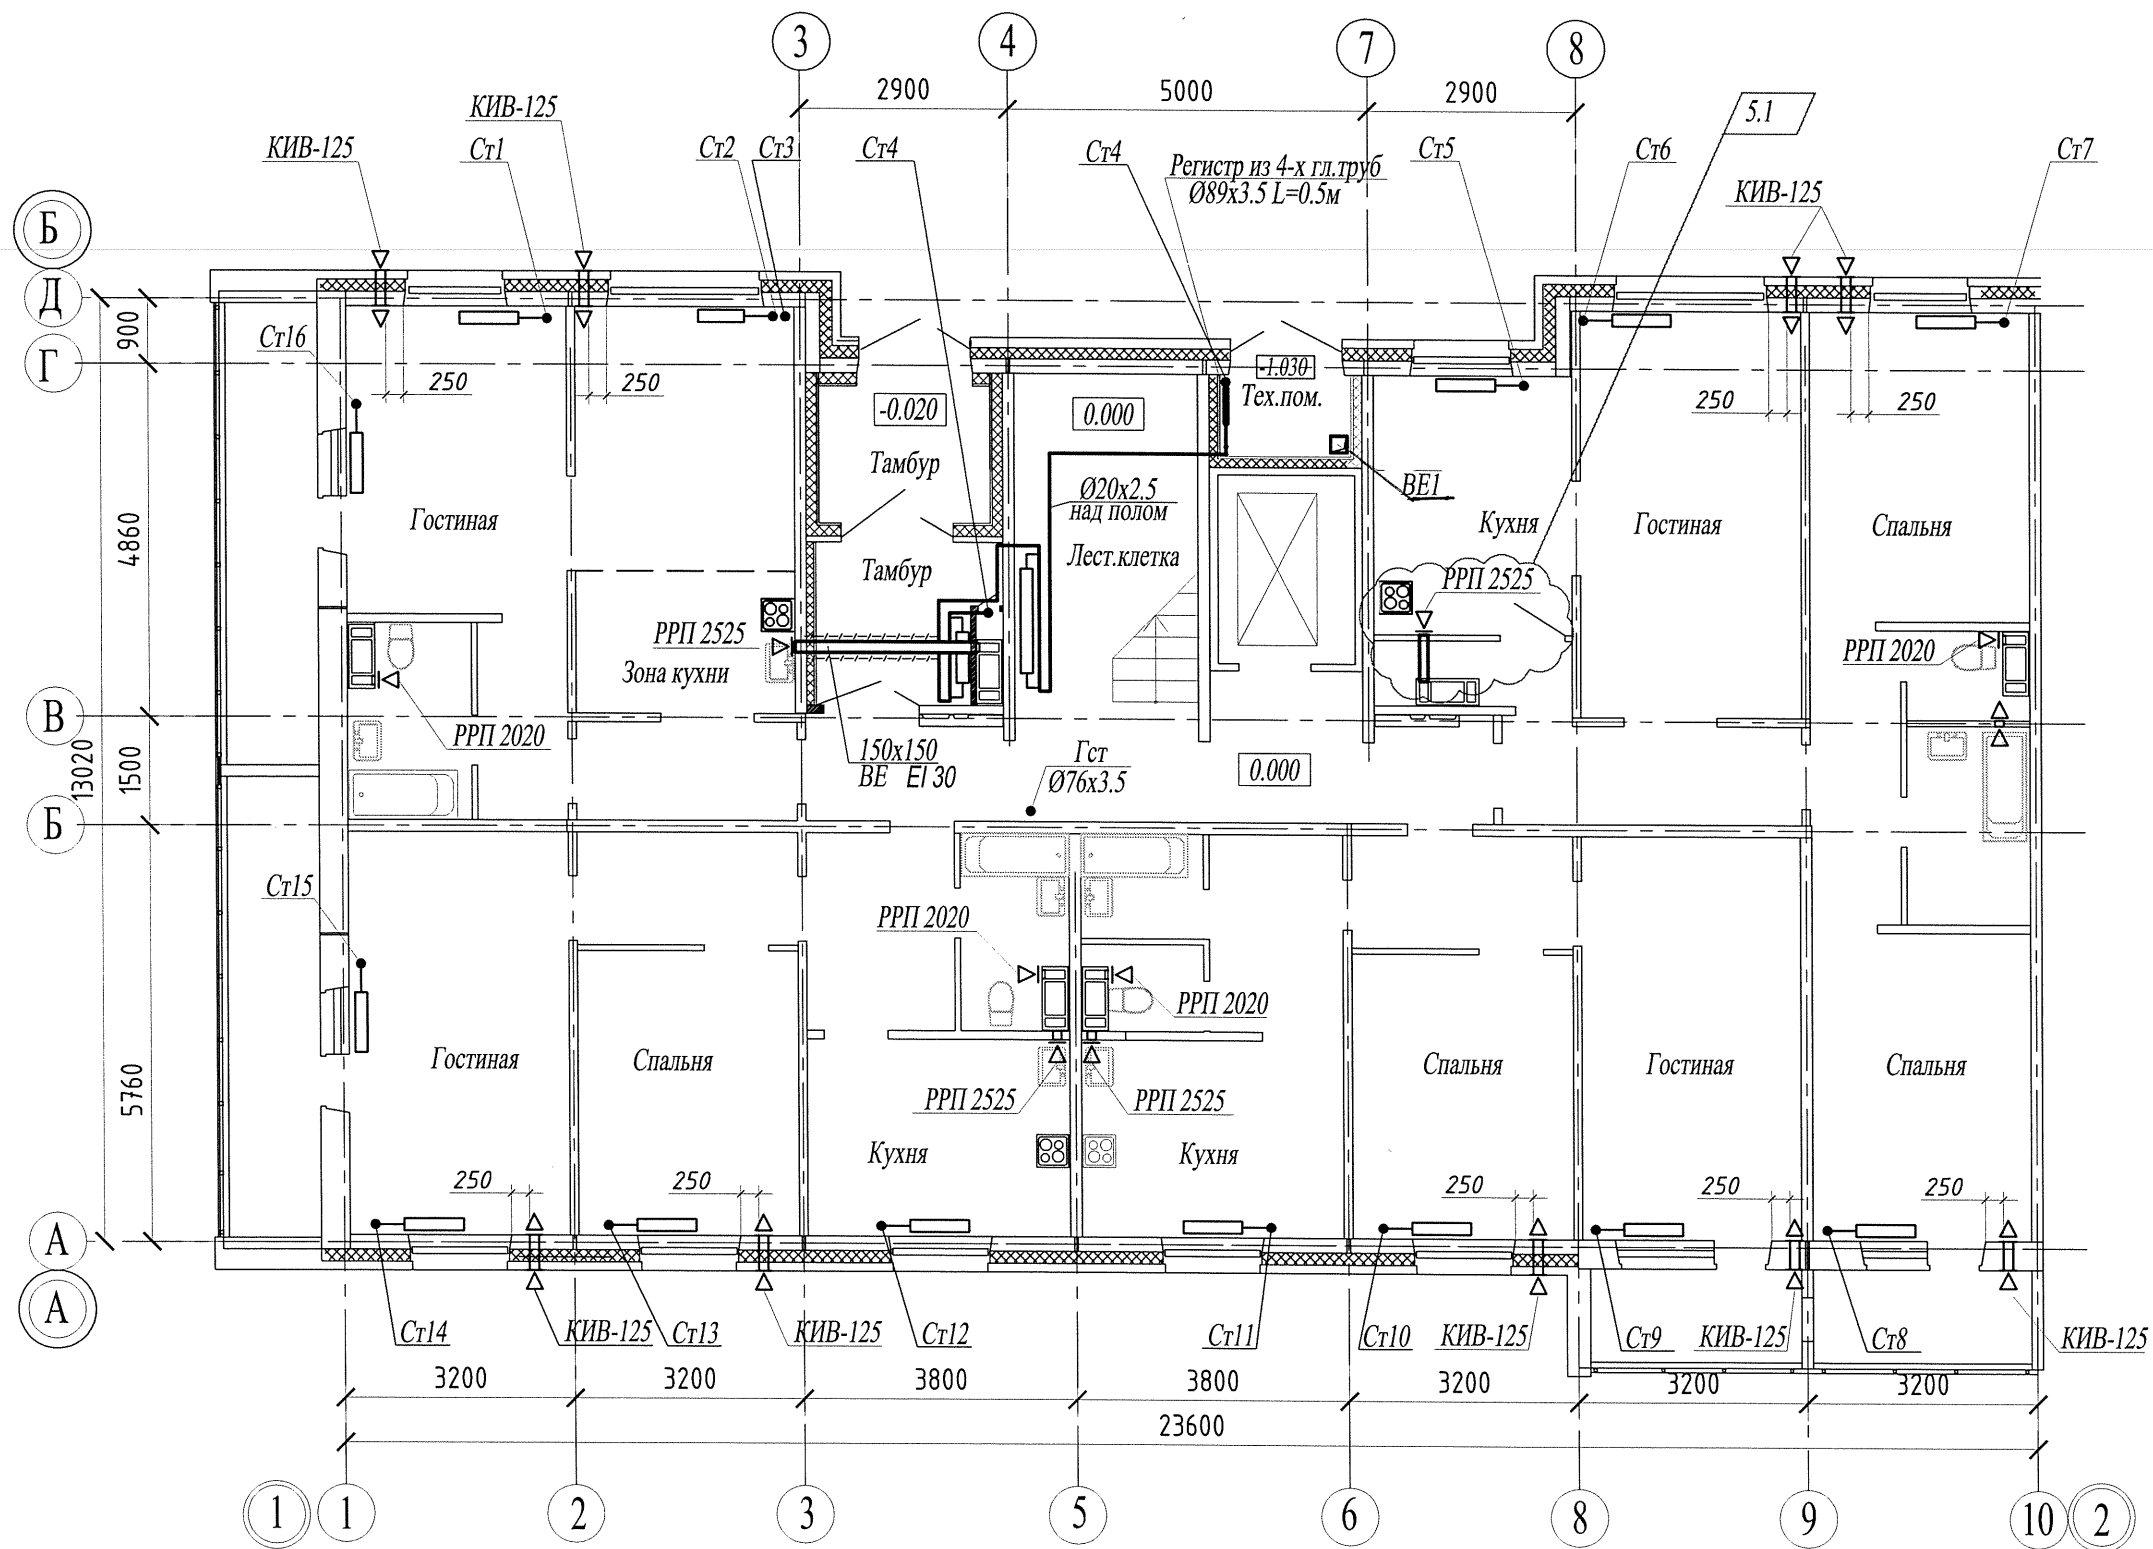 3
4
7
8
2900
5000
2900
5.1
КИВ-125
КИВ-125
Ст1
Ст2
Ст3
Ст4
Ст4
Регистр из 4-х гл.труб
Ø89х3.5 L=0.5м
Ст5
Ст6
КИВ-125
Ст7
Б
Д
Г
900
Ст16
250
250
-0.020
0.000
-1.030
Тех.пом.
250
250
Тамбур
ВЕ1
Ø20х2.5
над полом
Гостиная
Кухня
Гостиная
Спальня
4860
Тамбур
Лест.клетка
РРП 2525
РРП 2525
Зона кухни
РРП 2020
В
РРП 2020
150х150
ВЕ EI 30
Гст
Ø76х3.5
0.000
13020
1500
Б
Ст15
РРП 2020
РРП 2020
Гостиная
Спальня
Спальня
Гостиная
Спальня
5760
РРП 2525
РРП 2525
Кухня
Кухня
250
250
250
250
250
А
А
Ст14
КИВ-125
Ст13
КИВ-125
Ст12
Ст11
Ст10
КИВ-125
Ст9
КИВ-125
Ст8
КИВ-125
3200
3200
3800
3800
3200
3200
3200
23600
1
1
2
3
5
6
8
9
10
2